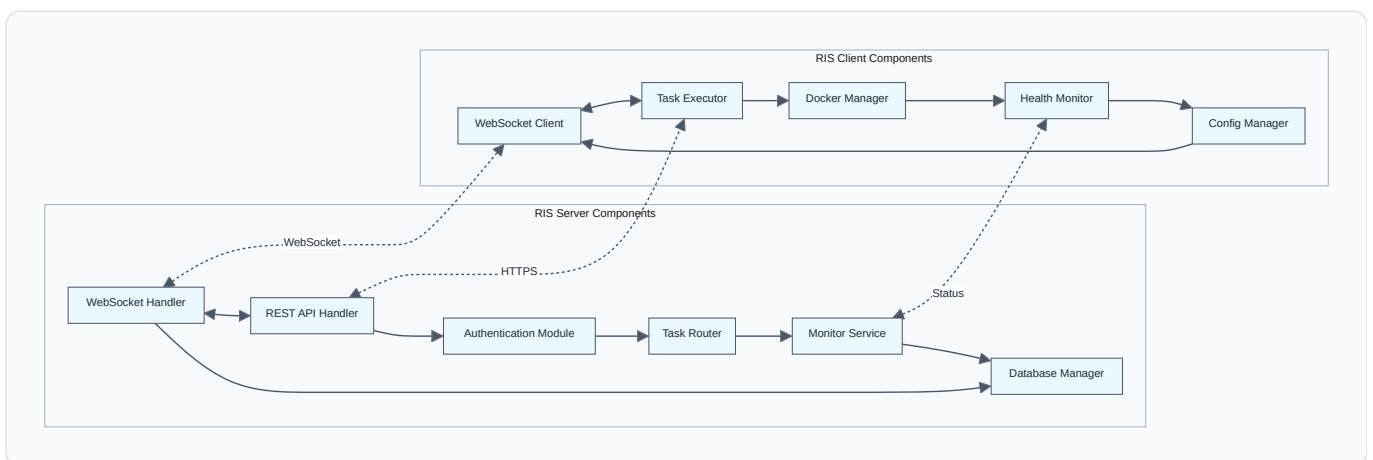 RIS Client Components
Task Executor
Docker Manager
Health Monitor
WebSocket Client
Config Manager
RIS Server Components
WebSocket
HTTPS
Status
WebSocket Handler
REST API Handler
Authentication Module
Task Router
Monitor Service
Database Manager